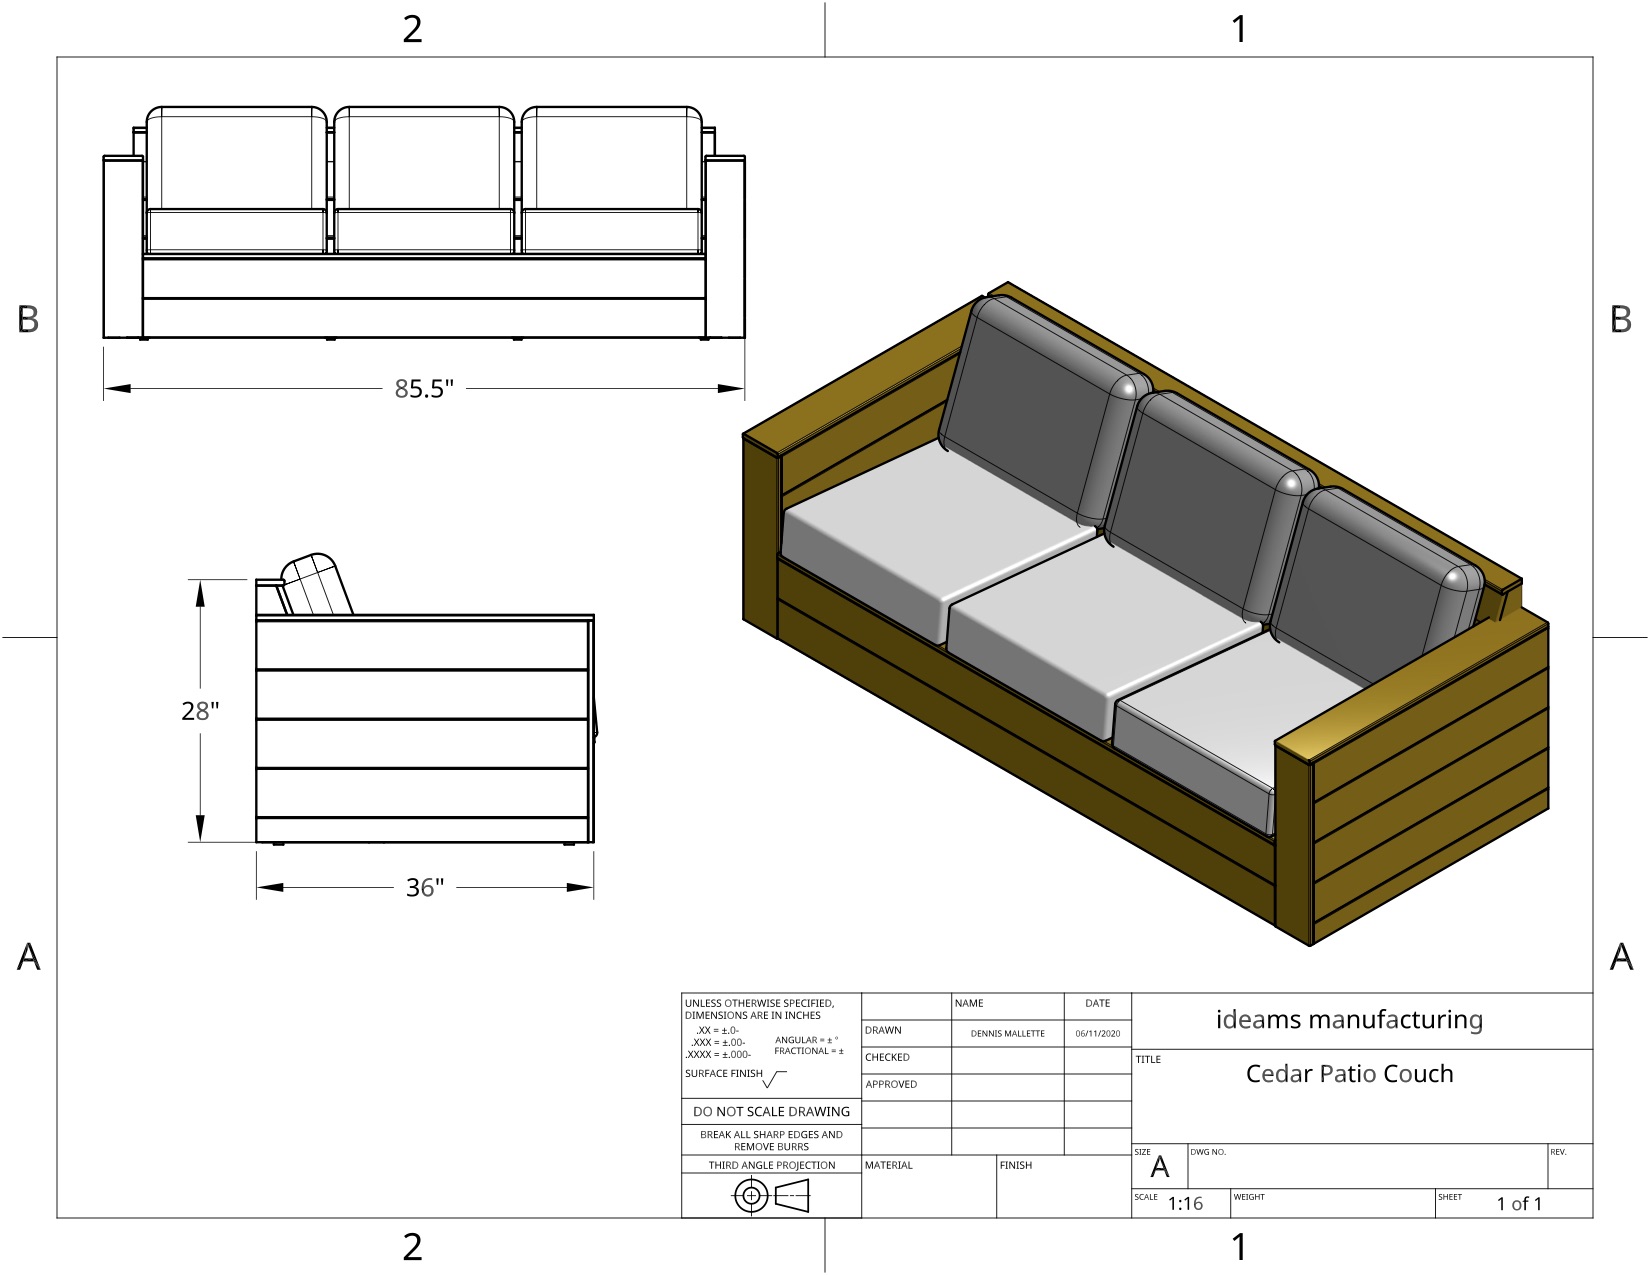 2
1
B
B
85.5"
28"
36"
A
A
UNLESS OTHERWISE SPECIFIED,
DIMENSIONS ARE IN INCHES
.XX = ±.0-
.XXX = ±.00-
.XXXX = ±.000-
ANGULAR = ± °
FRACTIONAL = ±
SURFACE FINISH
DO NOT SCALE DRAWING
BREAK ALL SHARP EDGES AND
REMOVE BURRS
THIRD ANGLE PROJECTION
NAME
DATE
DRAWN
DENNIS MALLETTE
06/11/2020
CHECKED
APPROVED
MATERIAL
FINISH
ideams manufacturing
TITLE
Cedar Patio Couch
SIZE
A
DWG NO.
REV.
SCALE
1:16
WEIGHT
SHEET
1 of 1
2
1